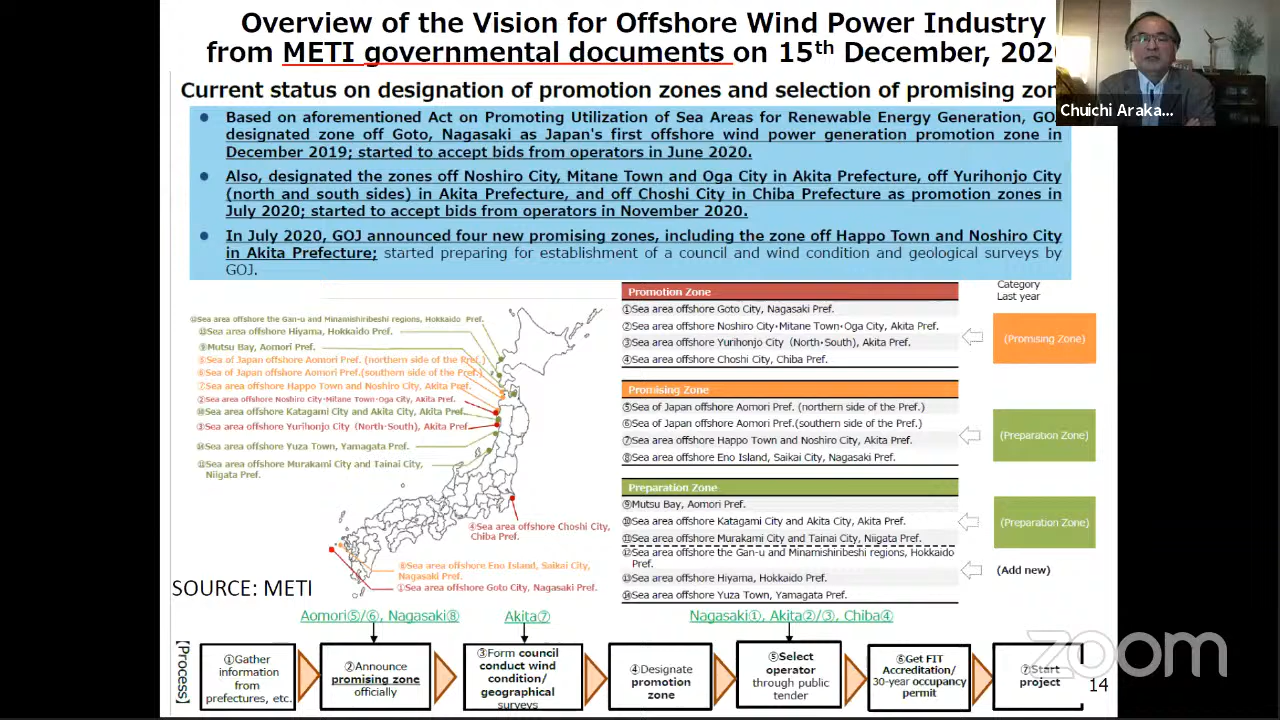 Overview of the Vision for Offshore Wind Power Industry
from METI governmental documents on 15th December, 202
Current status on designation of promotion zones and selection of promising zon
Chuichi Araka...
● Based on aforementioned Act on Promoting Utilization of Sea Areas for Renewable Energy Generation, GOJ
designated zone off Goto, Nagasaki as Japan's first offshore wind power generation promotion zone in
December 2019; started to accept bids from operators in June 2020.
● Also, designated the zones off Noshiro City, Mitane Town and Oga City in Akita Prefecture, off Yurihonjo City
(north and south sides) in Akita Prefecture, and off Choshi City in Chiba Prefecture as promotion zones in
July 2020; started to accept bids from operators in November 2020.
● In July 2020, GOJ announced four new promising zones, including the zone off Happo Town and Noshiro City
in Akita Prefecture; started preparing for establishment of a council and wind condition and geological surveys by
GOJ.
⑫Sea area offshore the Gan-u and Minamishiribeshi regions, Hokkaido Pref.
⑬Sea area offshore Hiyama, Hokkaido Pref.
⑨Mutsu Bay, Aomori Pref.
⑤Sea of Japan offshore Aomori Pref. (northern side of the Pref.)
⑥Sea of Japan offshore Aomori Pref.(southern side of the Pref.)
⑦Sea area offshore Happo Town and Noshiro City, Akita Pref.
②Sea area offshore Noshiro City·Mitane Town·Oga City, Akita Pref.
⑩Sea area offshore Katagami City and Akita City, Akita Pref.
③Sea area offshore Yurihonjo City (North·South), Akita Pref.
⑭Sea area offshore Yuza Town, Yamagata Pref.
⑪Sea area offshore Murakami City and Tainai City,
Niigata Pref.
④Sea area offshore Choshi City,
Chiba Pref.
⑧Sea area offshore Eno Island, Saikai City,
Nagasaki Pref.
①Sea area offshore Goto City, Nagasaki Pref.
SOURCE: METI
Category
Last year
Promotion Zone
①Sea area offshore Goto City, Nagasaki Pref.
②Sea area offshore Noshiro City·Mitane Town·Oga City, Akita Pref.
③Sea area offshore Yurihonjo City (North·South), Akita Pref.
④Sea area offshore Choshi City, Chiba Pref.
(Promising Zone)
Promising Zone
⑤Sea of Japan offshore Aomori Pref. (northern side of the Pref.)
⑥Sea of Japan offshore Aomori Pref.(southern side of the Pref.)
⑦Sea area offshore Happo Town and Noshiro City, Akita Pref.
⑧Sea area offshore Eno Island, Saikai City, Nagasaki Pref.
(Preparation Zone)
Preparation Zone
⑨Mutsu Bay, Aomori Pref.
⑩Sea area offshore Katagami City and Akita City, Akita Pref.
⑪Sea area offshore Murakami City and Tainai City, Niigata Pref.
(Preparation Zone)
⑫Sea area offshore the Gan-u and Minamishiribeshi regions, Hokkaido
Pref.
⑬Sea area offshore Hiyama, Hokkaido Pref.
⑭Sea area offshore Yuza Town, Yamagata Pref.
(Add new)
Aomori⑤/⑥, Nagasaki⑧
Akita⑦
Nagasaki①, Akita②/③, Chiba④
【Process】
①Gather
information
from
prefectures, etc.
②Announce
promising zone
officially
③Form council
conduct wind
condition/
geographical
surveys
④Designate
promotion
zone
⑤Select
operator
through public
tender
⑥Get FIT
Accreditation/
30-year occupancy
permit
⑦Start
project
14
zoom